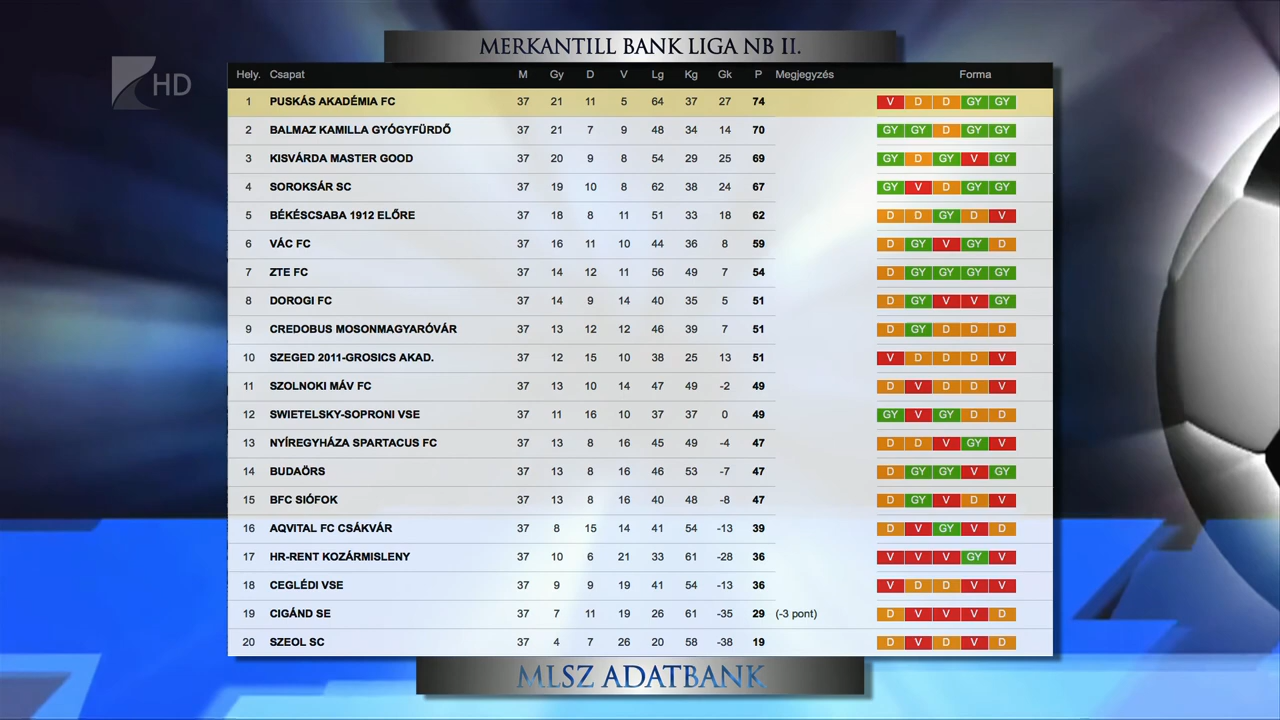 MERKANTILL BANK LIGA NB II.
HD
Hely. Csapat M Gy D V Lg Kg Gk P Megjegyzés Forma
1 PUSKÁS AKADÉMIA FC 37 21 11 5 64 37 27 74 V D D GY GY
2 BALMAZ KAMILLA GYÓGYFÜRDŐ 37 21 7 9 48 34 14 70 GY GY D GY GY
3 KISVÁRDA MASTER GOOD 37 20 9 8 54 29 25 69 GY D GY V GY
4 SOROKSÁR SC 37 19 10 8 62 38 24 67 GY V D GY GY
5 BÉKÉSCSABA 1912 ELŐRE 37 18 8 11 51 33 18 62 D D GY D V
6 VÁC FC 37 16 11 10 44 36 8 59 D GY V GY D
7 ZTE FC 37 14 12 11 56 49 7 54 D GY GY GY GY
8 DOROGI FC 37 14 9 14 40 35 5 51 D GY V V GY
9 CREDOBUS MOSONMAGYARÓVÁR 37 13 12 12 46 39 7 51 D GY D D D
10 SZEGED 2011-GROSICS AKAD. 37 12 15 10 38 25 13 51 V D D D V
11 SZOLNOKI MÁV FC 37 13 10 14 47 49 -2 49 D V D D V
12 SWIETELSKY-SOPRONI VSE 37 11 16 10 37 37 0 49 GY V GY D D
13 NYÍREGYHÁZA SPARTACUS FC 37 13 8 16 45 49 -4 47 D D V GY V
14 BUDAÖRS 37 13 8 16 46 53 -7 47 D GY GY V GY
15 BFC SIÓFOK 37 13 8 16 40 48 -8 47 D GY V D V
16 AQVITAL FC CSÁKVÁR 37 8 15 14 41 54 -13 39 D V GY V D
17 HR-RENT KOZÁRMISLENY 37 10 6 21 33 61 -28 36 V V V GY V
18 CEGLÉDI VSE 37 9 9 19 41 54 -13 36 V D D V V
19 CIGÁND SE 37 7 11 19 26 61 -35 29 (-3 pont) D V V V D
20 SZEOL SC 37 4 7 26 20 58 -38 19 D V D V D
MLSZ ADATBANK